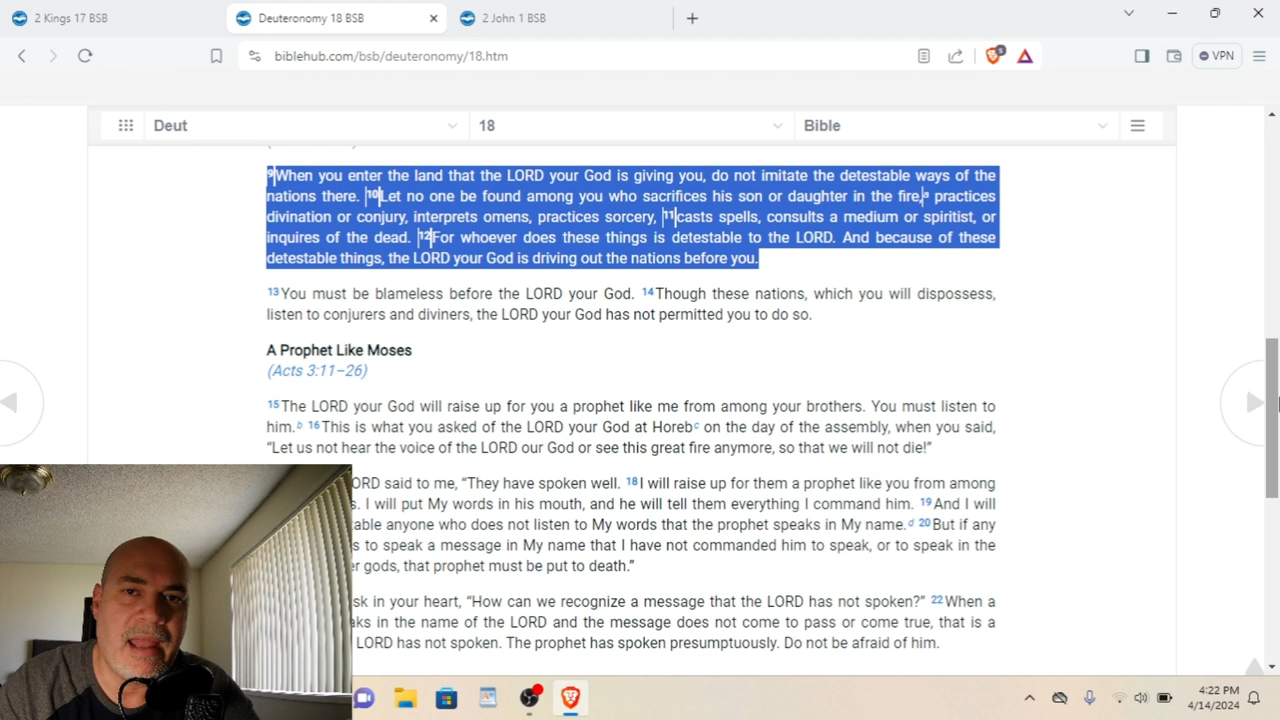 2 Kings 17 BSB
Deuteronomy 18 BSB
2 John 1 BSB
biblehub.com/bsb/deuteronomy/18.htm
5
VPN
Deut
18
Bible
9When you enter the land that the LORD your God is giving you, do not imitate the detestable ways of the
nations there. 10Let no one be found among you who sacrifices his son or daughter in the fire,a practices
divination or conjury, interprets omens, practices sorcery, 11casts spells, consults a medium or spiritist, or
inquires of the dead. 12For whoever does these things is detestable to the LORD. And because of these
detestable things, the LORD your God is driving out the nations before you.
13You must be blameless before the LORD your God. 14Though these nations, which you will dispossess,
listen to conjurers and diviners, the LORD your God has not permitted you to do so.
A Prophet Like Moses
(Acts 3:11–26)
15The LORD your God will raise up for you a prophet like me from among your brothers. You must listen to
him. b 16This is what you asked of the LORD your God at Horebc on the day of the assembly, when you said,
“Let us not hear the voice of the LORD our God or see this great fire anymore, so that we will not die!”
ORD said to me, “They have spoken well. 18I will raise up for them a prophet like you from among
s. I will put My words in his mouth, and he will tell them everything I command him. 19And I will
table anyone who does not listen to My words that the prophet speaks in My name.d 20But if any
s to speak a message in My name that I have not commanded him to speak, or to speak in the
r gods, that prophet must be put to death.”
sk in your heart, “How can we recognize a message that the LORD has not spoken?” 22When a
aks in the name of the LORD and the message does not come to pass or come true, that is a
LORD has not spoken. The prophet has spoken presumptuously. Do not be afraid of him.
4:22 PM
4/14/2024